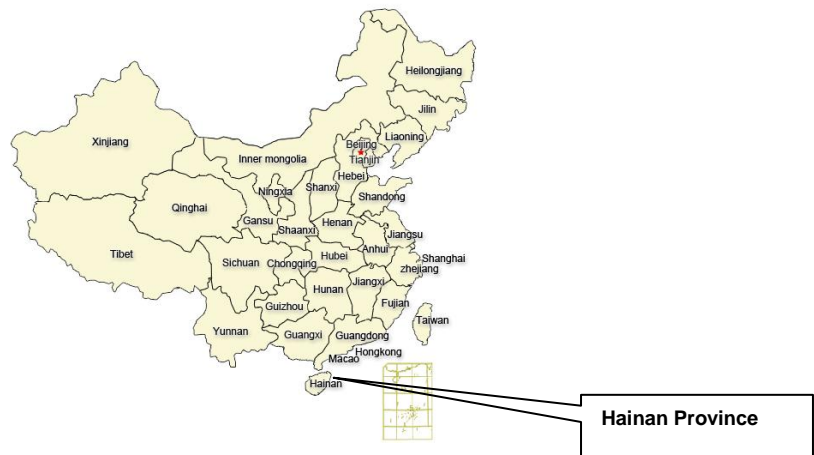 Heilongjiang
Jilin
Liaoning
Xinjiang
Beijing
Tianjin
Inner mongolia
Hebei
Shanxi
Ningxia
Shandong
Qinghai
Gansu
Shaanxi
Henan
Jiangsu
Tibet
Sichuan
Chongqing
Hubei
Anhui
Shanghai
zhejiang
Hunan
Jiangxi
Guizhou
Fujian
Yunnan
Guangxi
Guangdong
Taiwan
Hongkong
Macao
Hainan
Hainan Province